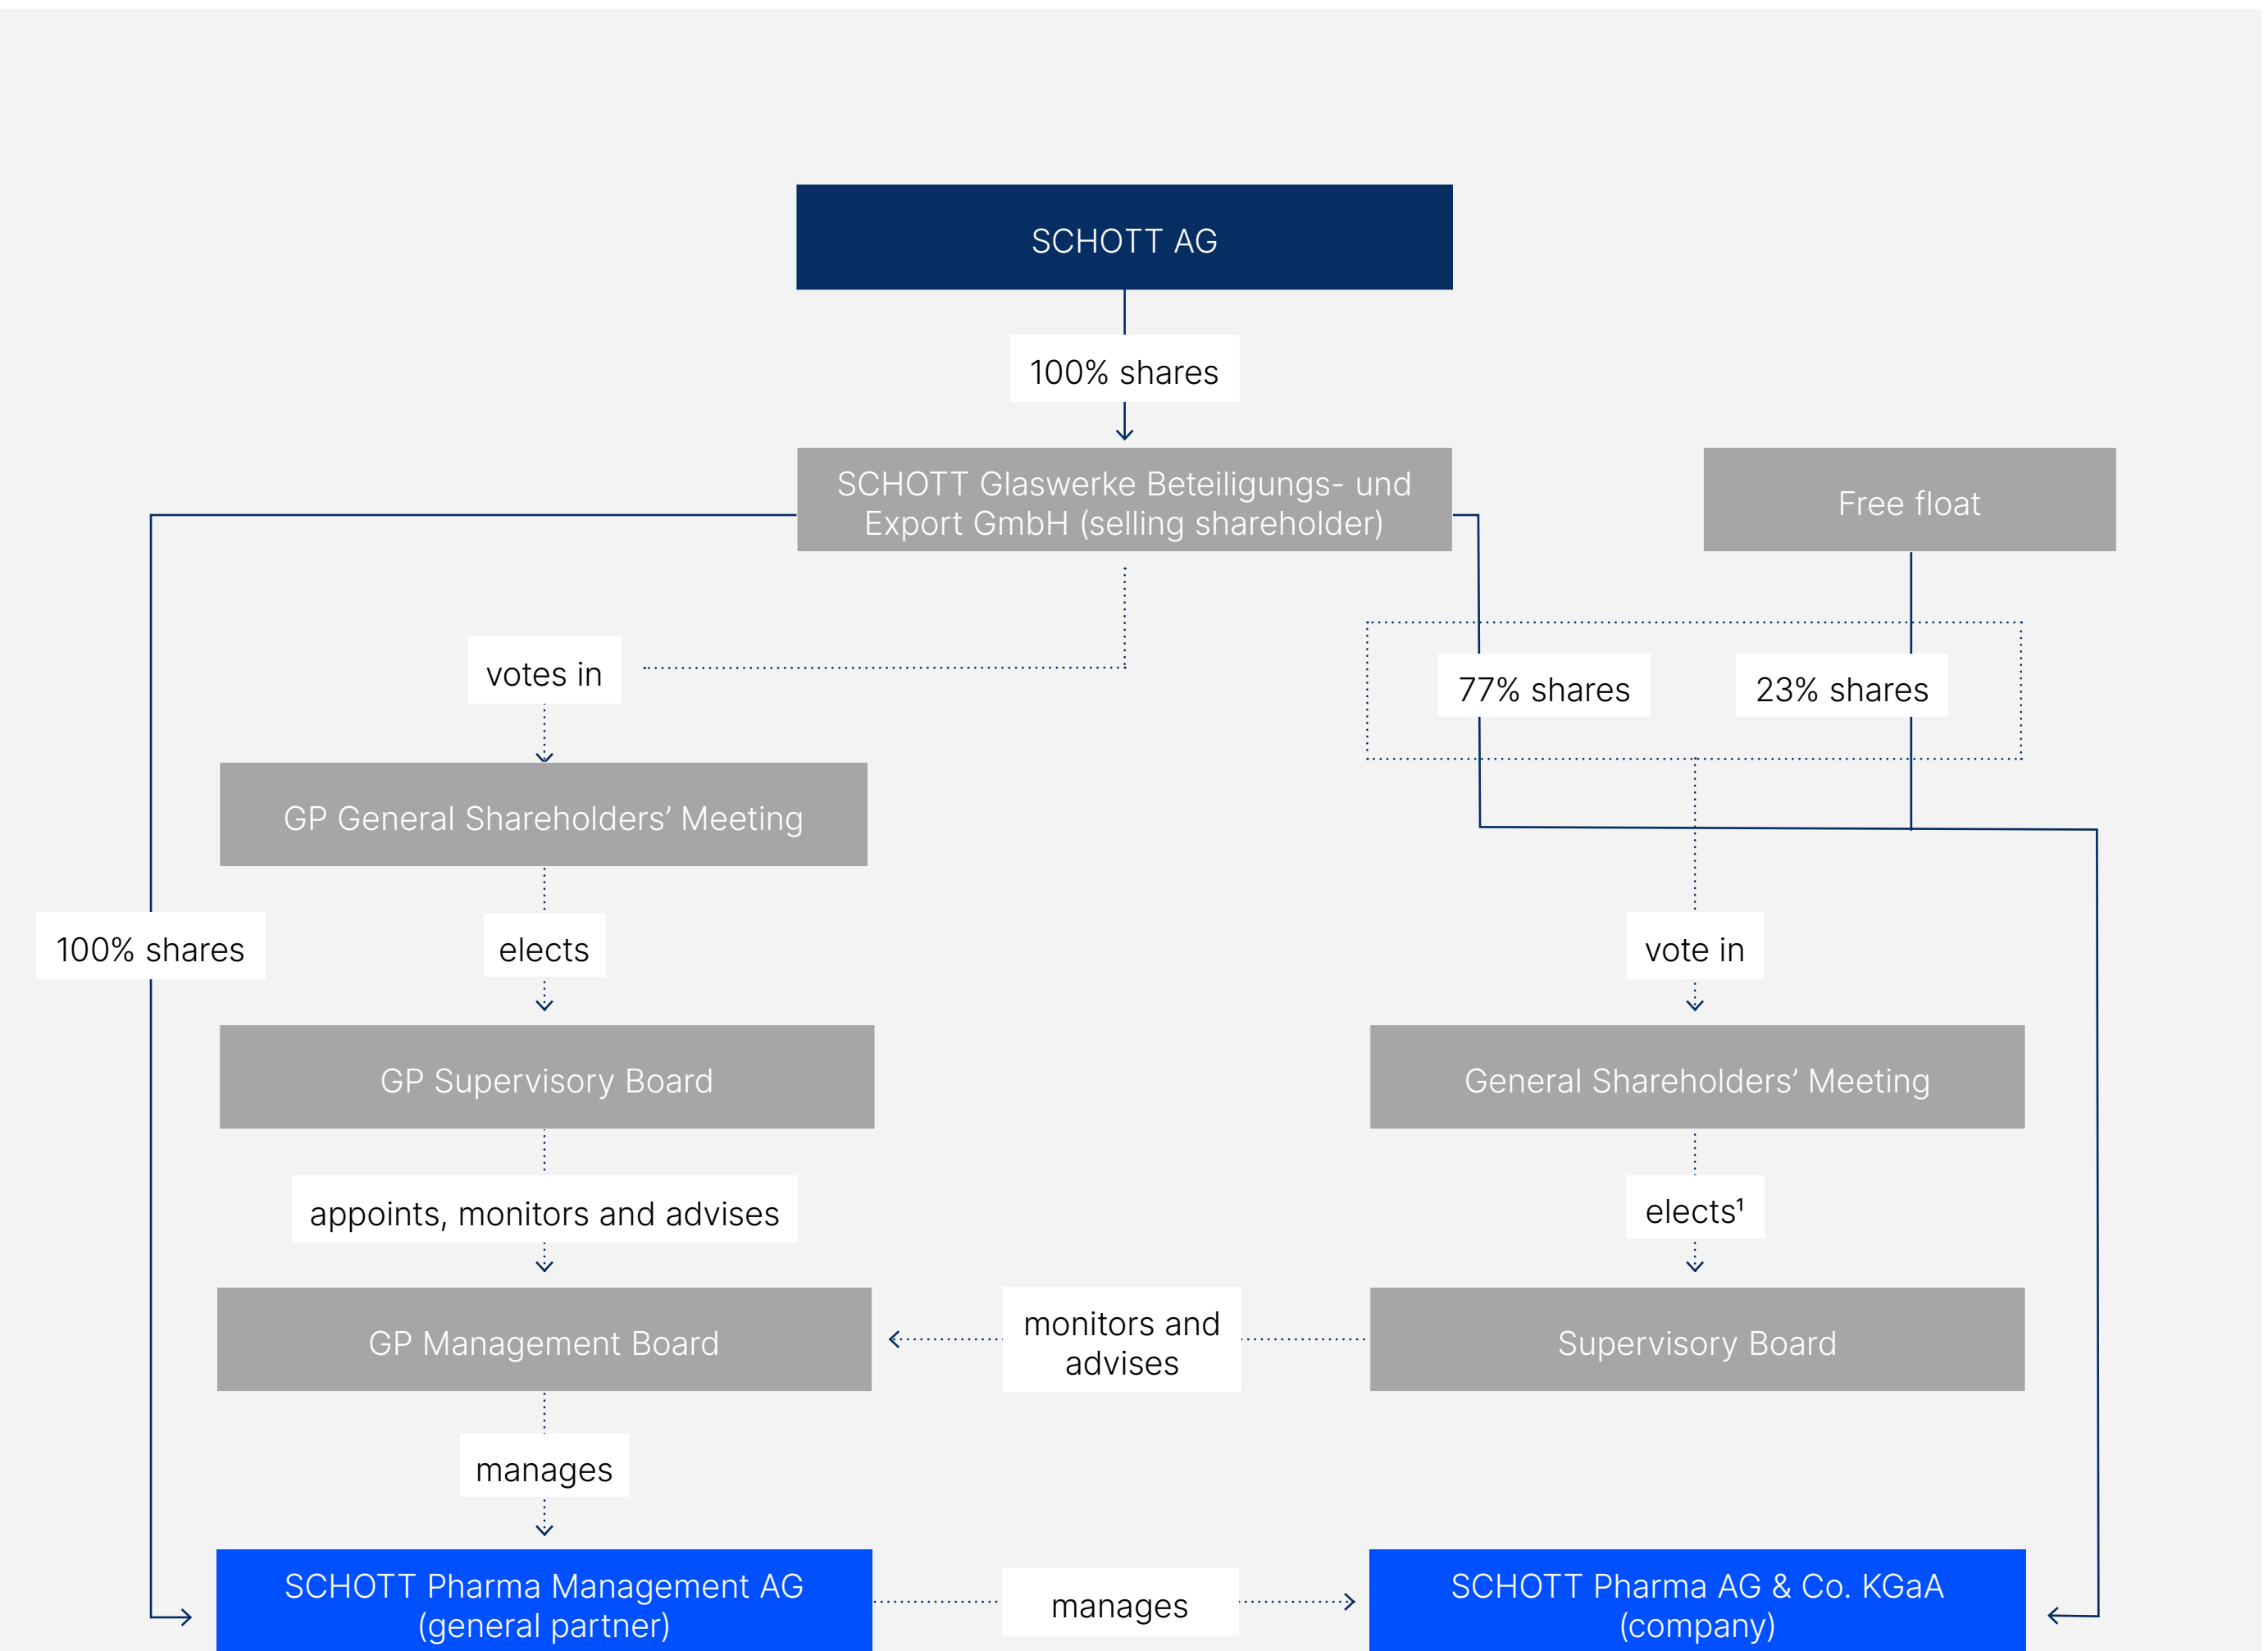 SCHOTT AG
100% shares
SCHOTT Glaswerke Beteiligungs- und
Export GmbH (selling shareholder)
Free float
votes in
77% shares
23% shares
GP General Shareholders’ Meeting
100% shares
elects
vote in
GP Supervisory Board
General Shareholders’ Meeting
appoints, monitors and advises
elects¹
GP Management Board
monitors and
advises
Supervisory Board
manages
SCHOTT Pharma Management AG
(general partner)
manages
SCHOTT Pharma AG & Co. KGaA
(company)